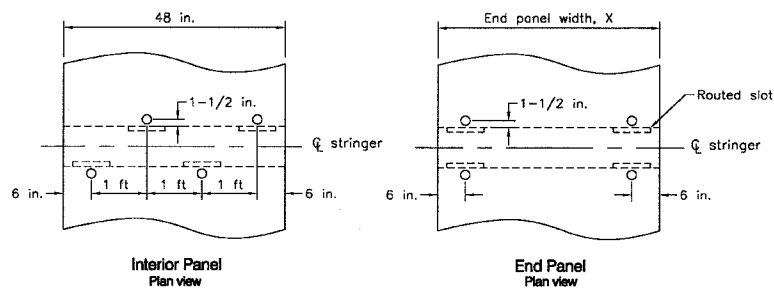 48 in.
1-1/2 in.
℄ stringer
6 in.
1 ft
1 ft
1 ft
6 in.
Interior Panel
Plan view
End panel width, X
1-1/2 in.
Routed slot
℄ stringer
6 in.
6 in.
End Panel
Plan view